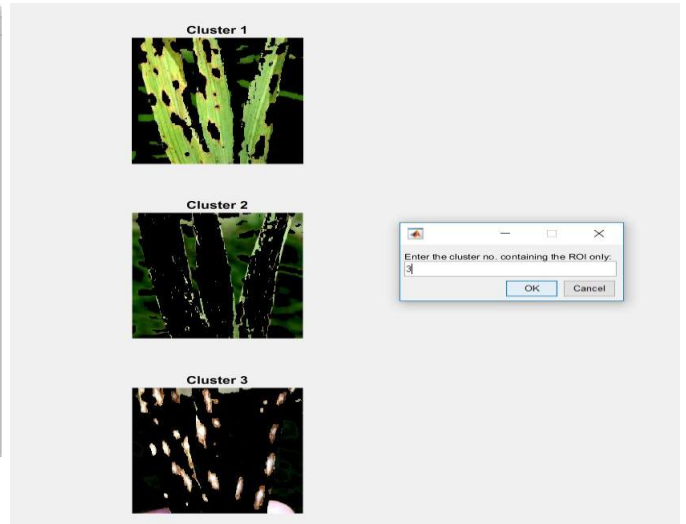 Cluster 1
Cluster 2
Enter the cluster no. containing the ROI only:
3
OK Cancel
Cluster 3